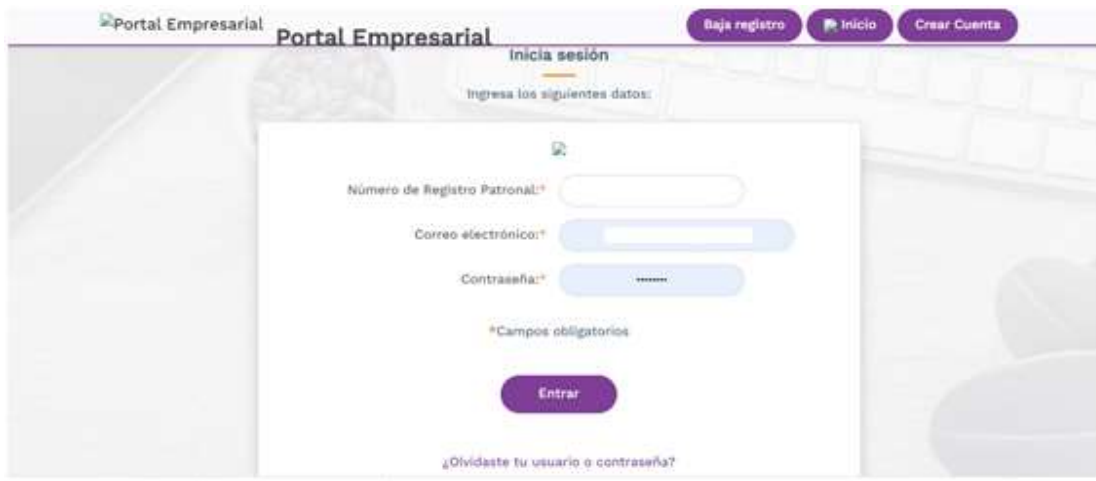 Portal Empresarial
Portal Empresarial
Baja registro
Inicio
Crear Cuenta
Inicia sesión
Ingresa los siguientes datos:
Número de Registro Patronal:*
Correo electrónico:*
Contraseña:*
*Campos obligatorios
Entrar
¿Olvidaste tu usuario o contraseña?